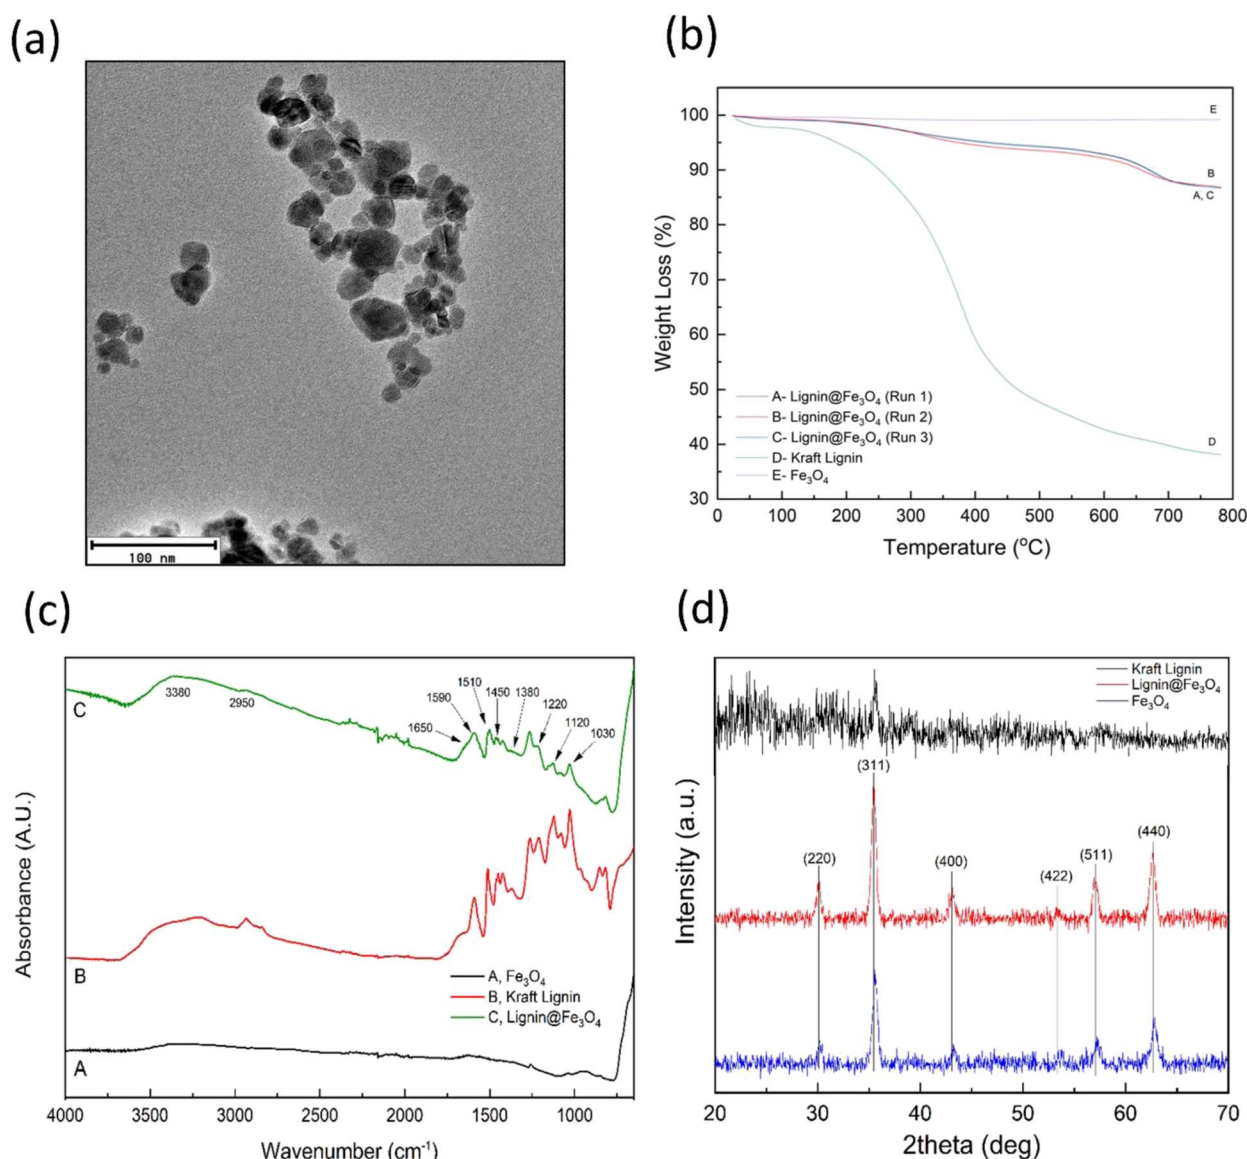 (a)
100 nm
(b)
Weight Loss (%)
100
90
80
70
60
50
40
30
E
B
A, C
D
A- Lignin@Fe₃O₄ (Run 1)
B- Lignin@Fe₃O₄ (Run 2)
C- Lignin@Fe₃O₄ (Run 3)
D- Kraft Lignin
E- Fe₃O₄
0 100 200 300 400 500 600 700 800
Temperature (ºC)
(c)
Absorbance (A.U.)
C
3380
2950
1650
1590
1510
1450
1380
1220
1120
1030
B
A, Fe₃O₄
B, Kraft Lignin
C, Lignin@Fe₃O₄
A
4000 3500 3000 2500 2000 1500 1000
Wavenumber (cm⁻¹)
(d)
Intensity (a.u.)
Kraft Lignin
Lignin@Fe₃O₄
Fe₃O₄
(220)
(311)
(400)
(422)
(511)
(440)
20 30 40 50 60 70
2theta (deg)